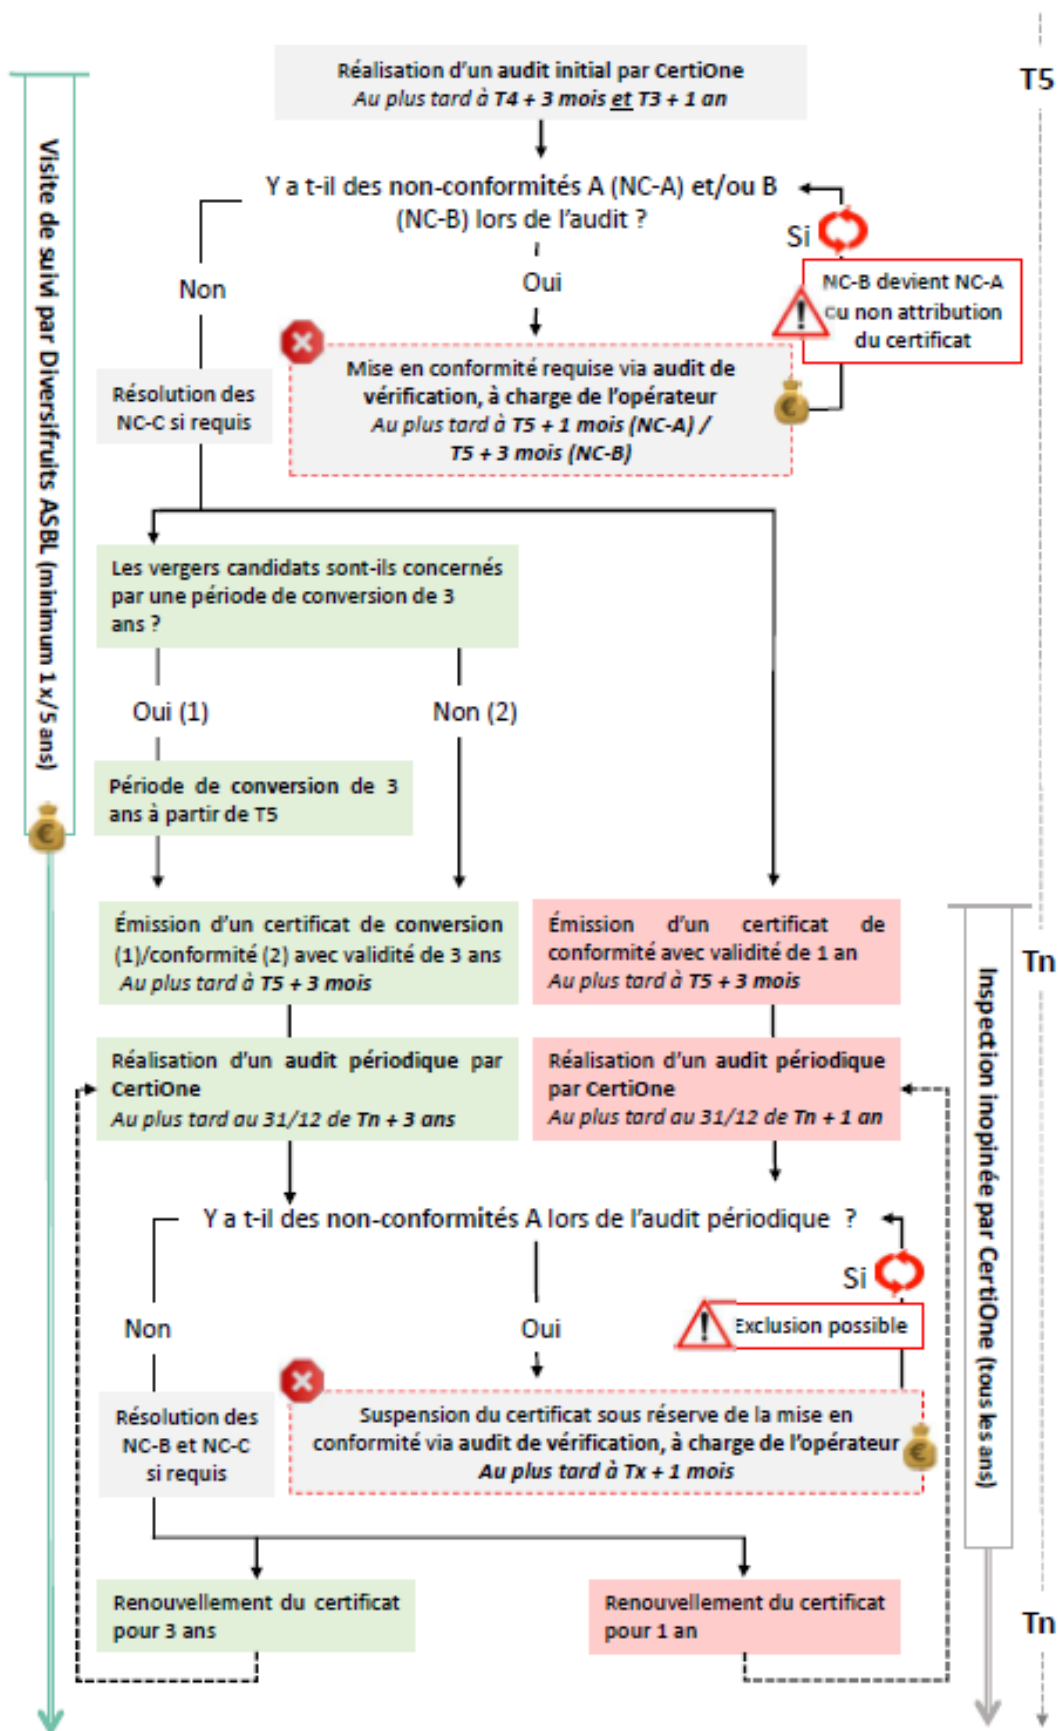 T5
Réalisation d'un audit initial par CertiOne
Au plus tard à T4 + 3 mois et T3 + 1 an
Visite de suivi par Diversifruits ASBL (minimum 1x/5 ans)
Y a t-il des non-conformités A (NC-A) et/ou B
(NC-B) lors de l'audit ?
Si
Non
Oui
NC-B devient NC-A
ou non attribution
du certificat
Résolution des
NC-C si requis
Mise en conformité requise via audit de
vérification, à charge de l'opérateur
Au plus tard à T5 + 1 mois (NC-A) /
T5 + 3 mois (NC-B)
Les vergers candidats sont-ils concernés
par une période de conversion de 3
ans ?
Oui (1)
Non (2)
Période de conversion de 3
ans à partir de T5
Émission d'un certificat de conversion
(1)/conformité (2) avec validité de 3 ans
Au plus tard à T5 + 3 mois
Émission d'un certificat de
conformité avec validité de 1 an
Au plus tard à T5 + 3 mois
Tn
Inspection inopinée par CertiOne (tous les ans)
Réalisation d'un audit périodique par
CertiOne
Au plus tard au 31/12 de Tn + 3 ans
Réalisation d'un audit périodique
par CertiOne
Au plus tard au 31/12 de Tn + 1 an
Y a t-il des non-conformités A lors de l'audit périodique ?
Si
Non
Oui
Exclusion possible
Résolution des
NC-B et NC-C
si requis
Suspension du certificat sous réserve de la mise en
conformité via audit de vérification, à charge de l'opérateur
Au plus tard à Tx + 1 mois
Renouvellement du certificat
pour 3 ans
Renouvellement du certificat
pour 1 an
Tn